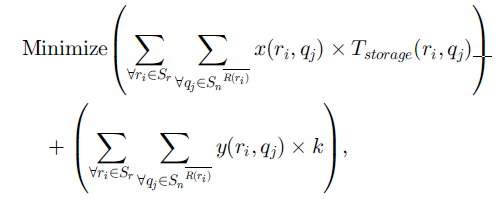 Minimize ( ∑_{∀r_i∈S_r} ∑_{∀q_j∈S_n^{\overline{R(r_i)}}} x(r_i, q_j) × T_{storage}(r_i, q_j) )
+ ( ∑_{∀r_i∈S_r} ∑_{∀q_j∈S_n^{\overline{R(r_i)}}} y(r_i, q_j) × k ) ,